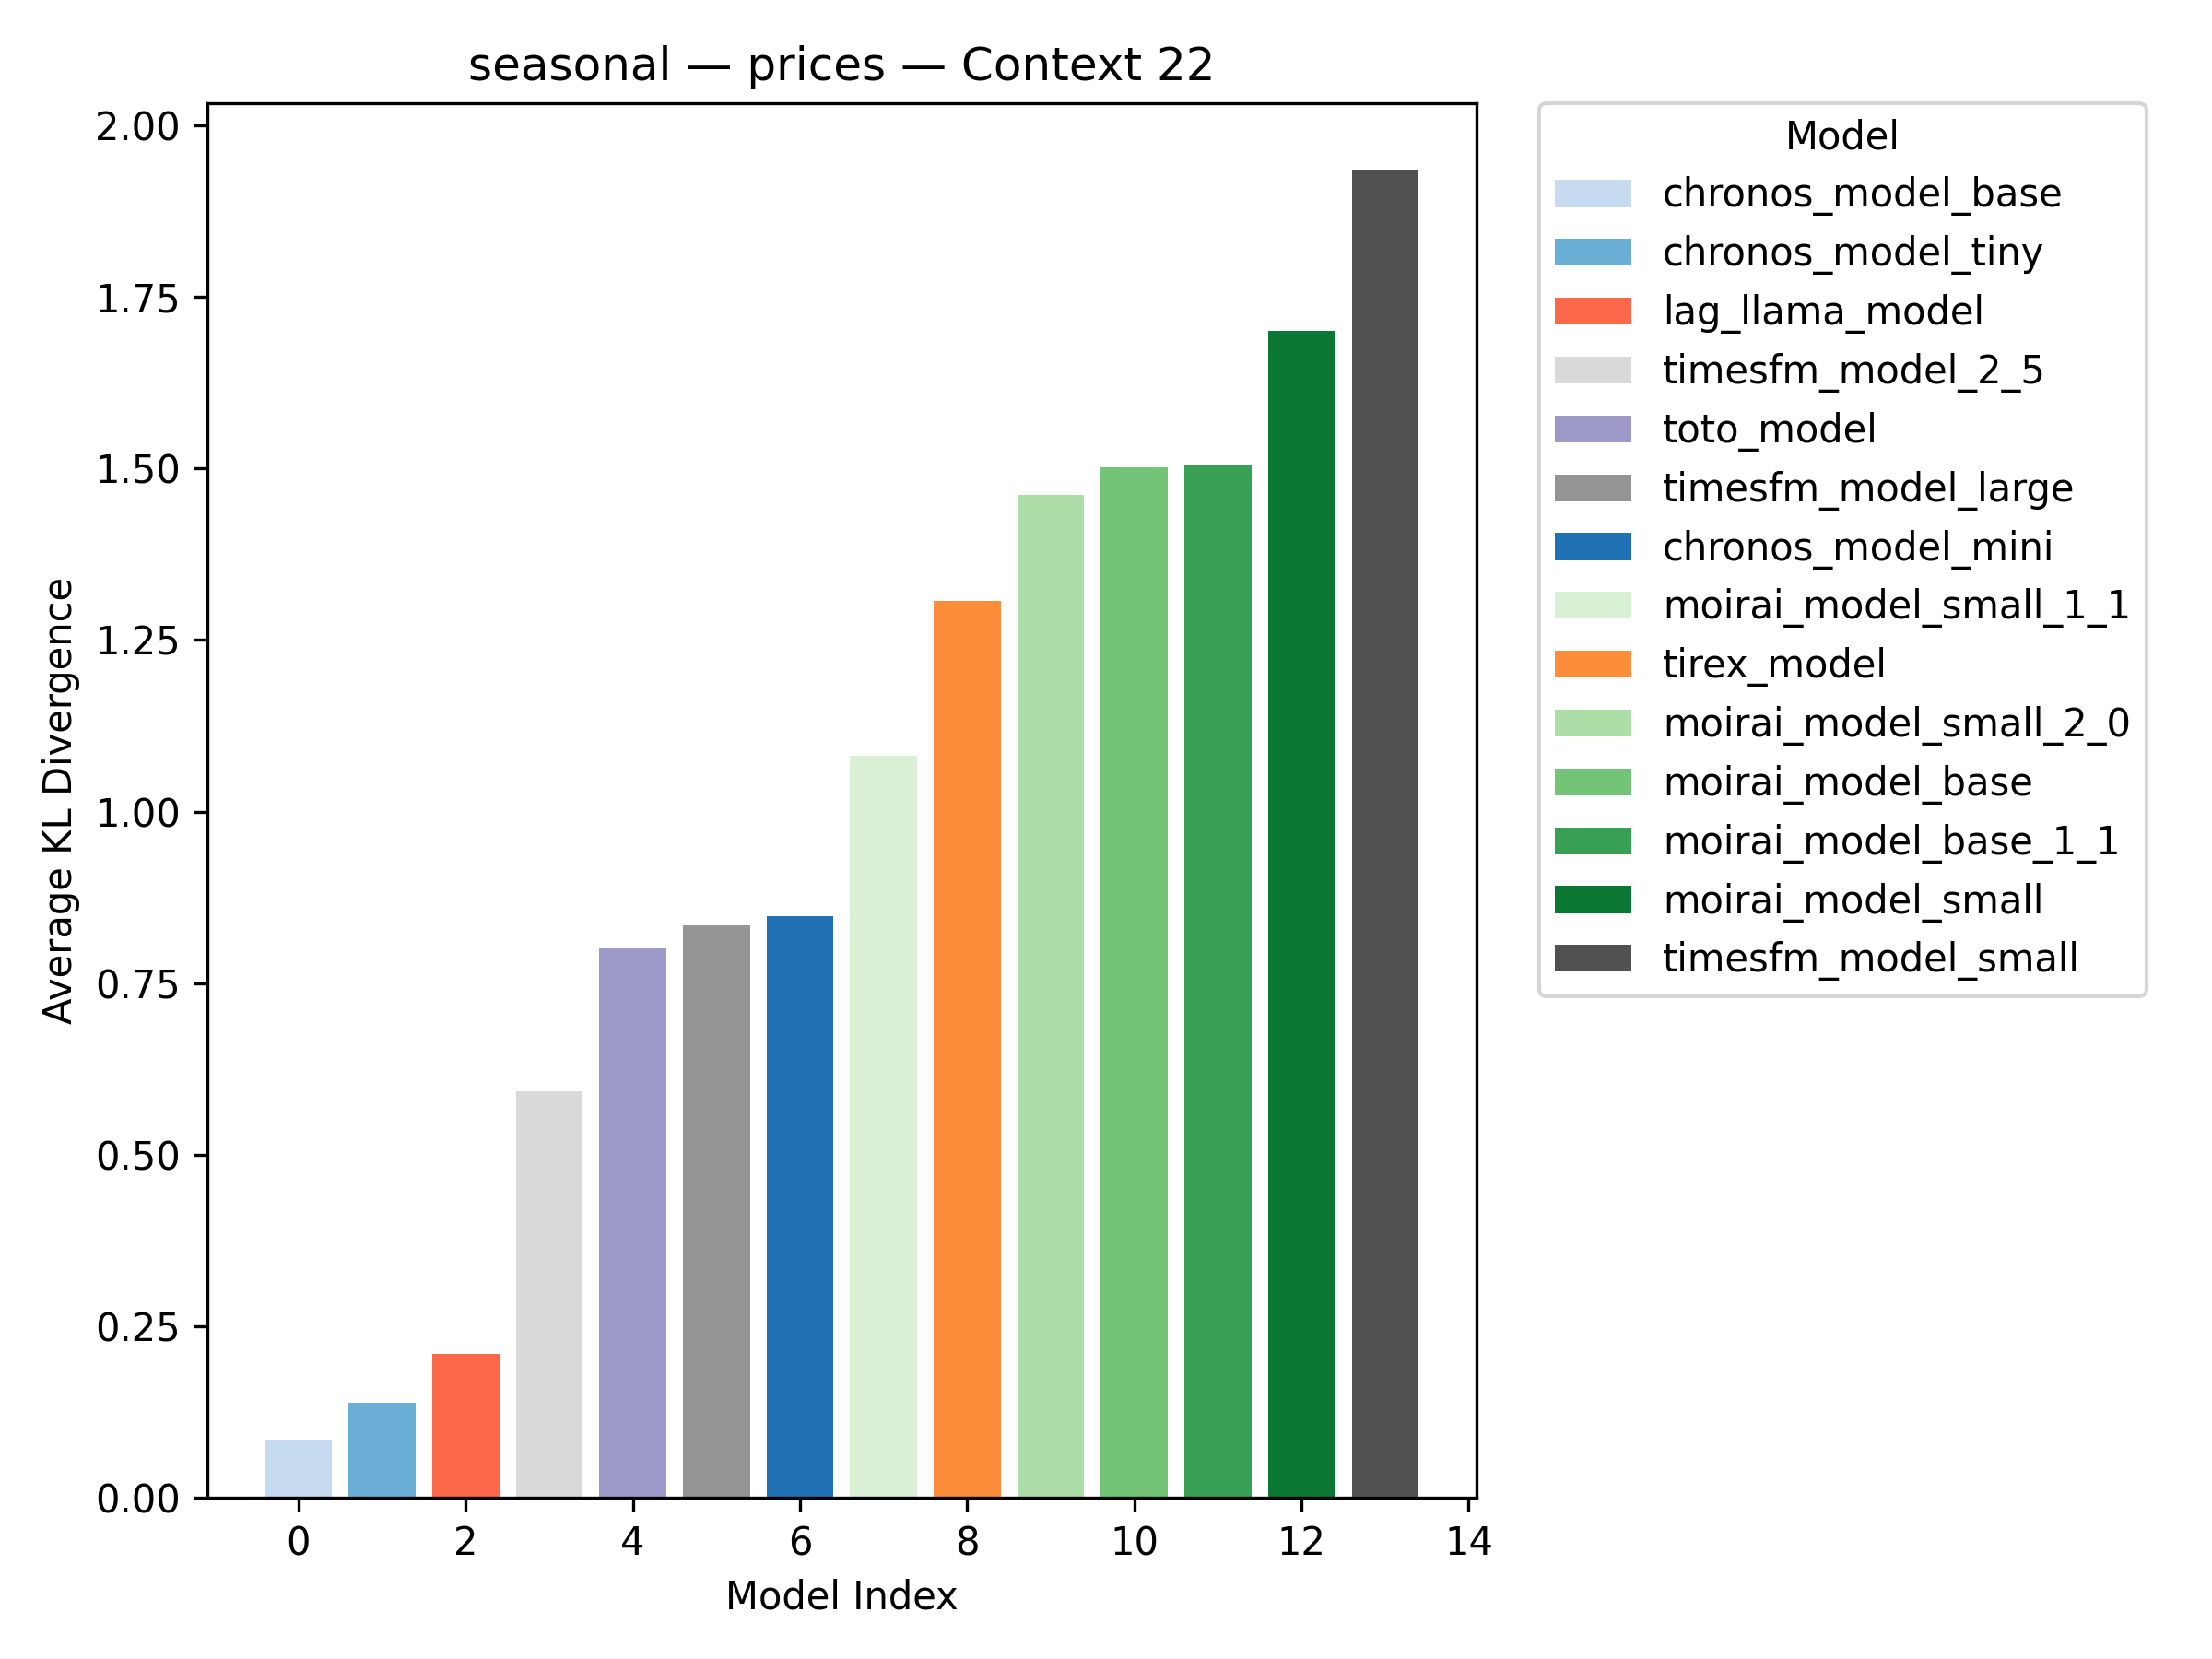 seasonal — prices — Context 22
2.00
1.75
1.50
1.25
1.00
0.75
0.50
0.25
0.00
Average KL Divergence
0 2 4 6 8 10 12 14
Model Index
Model
chronos_model_base
chronos_model_tiny
lag_llama_model
timesfm_model_2_5
toto_model
timesfm_model_large
chronos_model_mini
moirai_model_small_1_1
tirex_model
moirai_model_small_2_0
moirai_model_base
moirai_model_base_1_1
moirai_model_small
timesfm_model_small